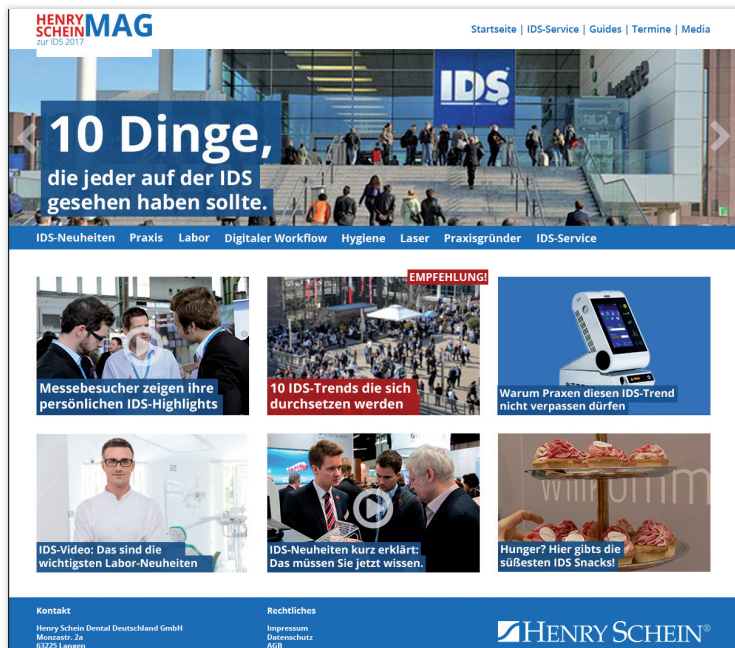 HENRY
SCHEIN MAG
zur IDS 2017
Startseite | IDS-Service | Guides | Termine | Media
IDS
10 Dinge,
die jeder auf der IDS
gesehen haben sollte.
IDS-Neuheiten Praxis Labor Digitaler Workflow Hygiene Laser Praxisgründer IDS-Service
Messebesucher zeigen ihre
persönlichen IDS-Highlights
EMPFEHLUNG!
10 IDS-Trends die sich
durchsetzen werden
Warum Praxen diesen IDS-Trend
nicht verpassen dürfen
IDS-Video: Das sind die
wichtigsten Labor-Neuheiten
IDS-Neuheiten kurz erklärt:
Das müssen Sie jetzt wissen.
Willkomm
Hunger? Hier gibts die
süßesten IDS Snacks!
Kontakt
Henry Schein Dental Deutschland GmbH
Monzastr. 2a
63225 Langen
Rechtliches
Impressum
Datenschutz
AGB
HENRY SCHEIN®